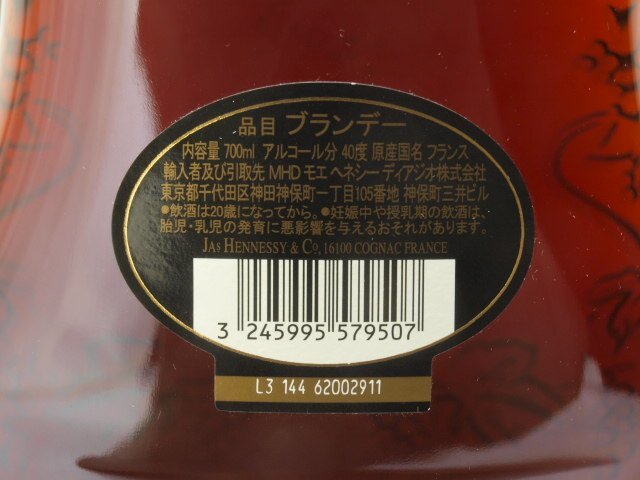 品目 ブランデー
内容量 700ml アルコール分 40度 原産国名 フランス
輸入者及び引取先 MHD モエ ヘネシー ディアジオ株式会社
東京都千代田区神田神保町一丁目105番地 神保町三井ビル
●飲酒は20歳になってから。●妊娠中や授乳期の飲酒は、
胎児・乳児の発育に悪影響を与えるおそれがあります。
JAS HENNESSY & CO, 16100 COGNAC FRANCE
3 245995 579507
L3 144 62002911